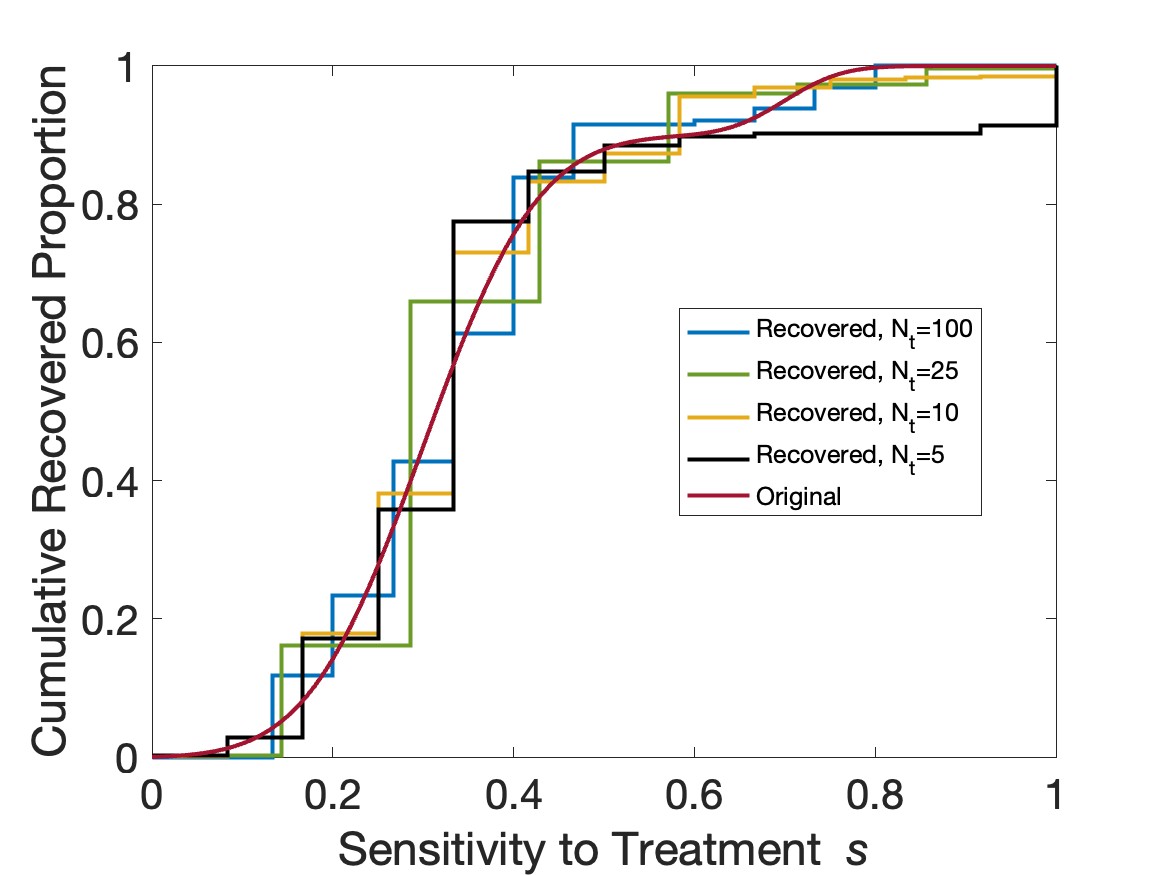 Cumulative Recovered Proportion
1
0.8
0.6
0.4
0.2
0
Recovered, N_t=100
Recovered, N_t=25
Recovered, N_t=10
Recovered, N_t=5
Original
0 0.2 0.4 0.6 0.8 1
Sensitivity to Treatment s